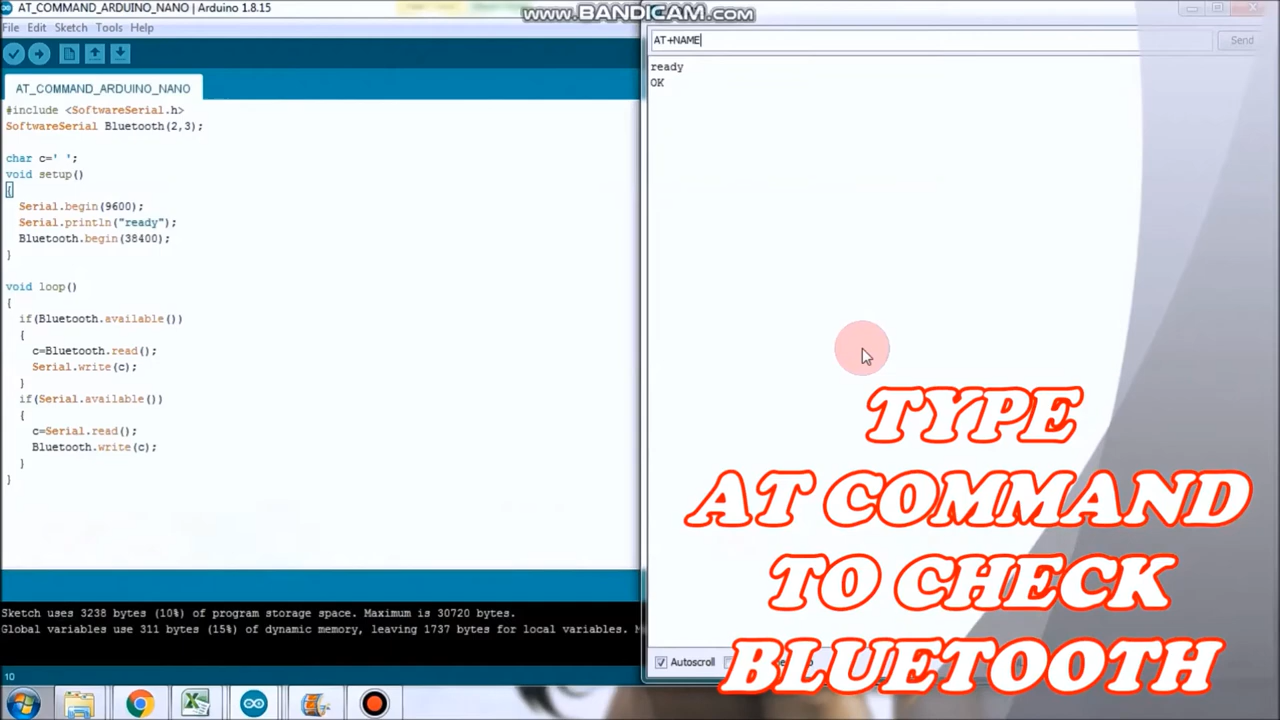 AT_COMMAND_ARDUINO_NANO | Arduino 1.8.15
www.BANDICAM.com
File Edit Sketch Tools Help
AT_COMMAND_ARDUINO_NANO
#include <SoftwareSerial.h>
SoftwareSerial Bluetooth(2,3);
char c=' ';
void setup()
{
Serial.begin(9600);
Serial.println("ready");
Bluetooth.begin(38400);
}
void loop()
{
if(Bluetooth.available())
{
c=Bluetooth.read();
Serial.write(c);
}
if(Serial.available())
{
c=Serial.read();
Bluetooth.write(c);
}
}
Sketch uses 3238 bytes (10%) of program storage space. Maximum is 30720 bytes.
Global variables use 311 bytes (15%) of dynamic memory, leaving 1737 bytes for local variables.
10
AT+NAME
Send
ready
OK
TYPE
AT COMMAND
TO CHECK
BLUETOOTH
Autoscroll